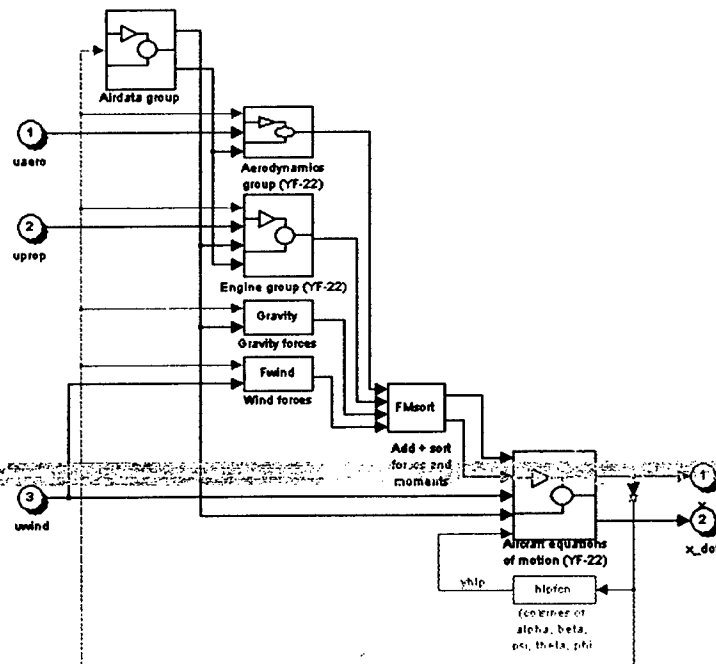 Airdata group
1
uaero
Aerodynamics
group (YF-22)
2
uprop
Engine group (YF-22)
Gravity
Gravity forces
Fwind
Wind forces
FMsort
Add + sort
forces and
moments
3
uwind
1
x
2
x_dot
Aircraft equations
of motion (YF-22)
yhlp
hlpfcn
(cosines of
alpha, beta,
psi, theta, phi